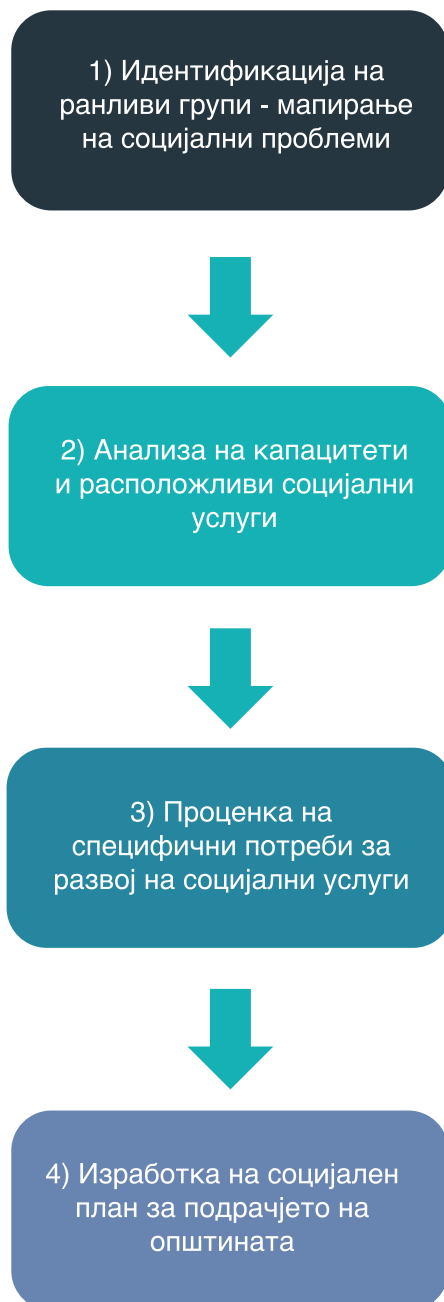 1) Идентификација на
ранливи групи - мапирање
на социјални проблеми
2) Анализа на капацитети
и расположливи социјални
услуги
3) Проценка на
специфични потреби за
развој на социјални услуги
4) Изработка на социјален
план за подрачјето на
општината